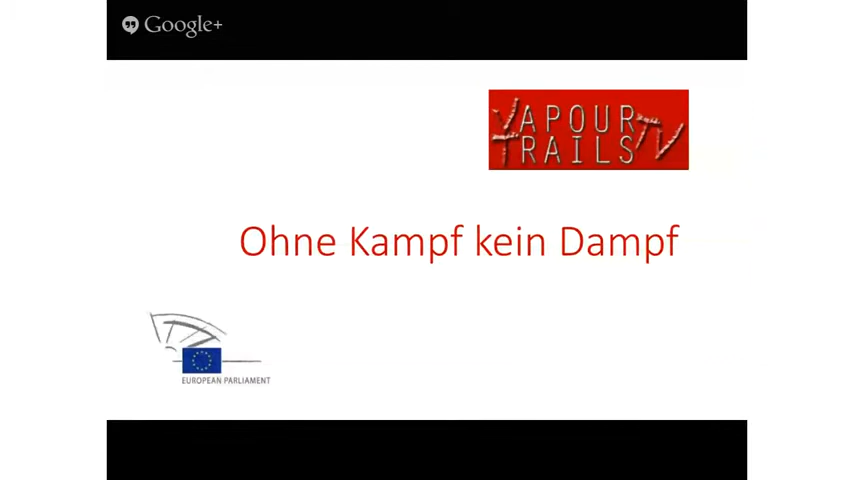 Google+
VAPOUR TV
TRAILS
Ohne Kampf kein Dampf
EUROPEAN PARLIAMENT